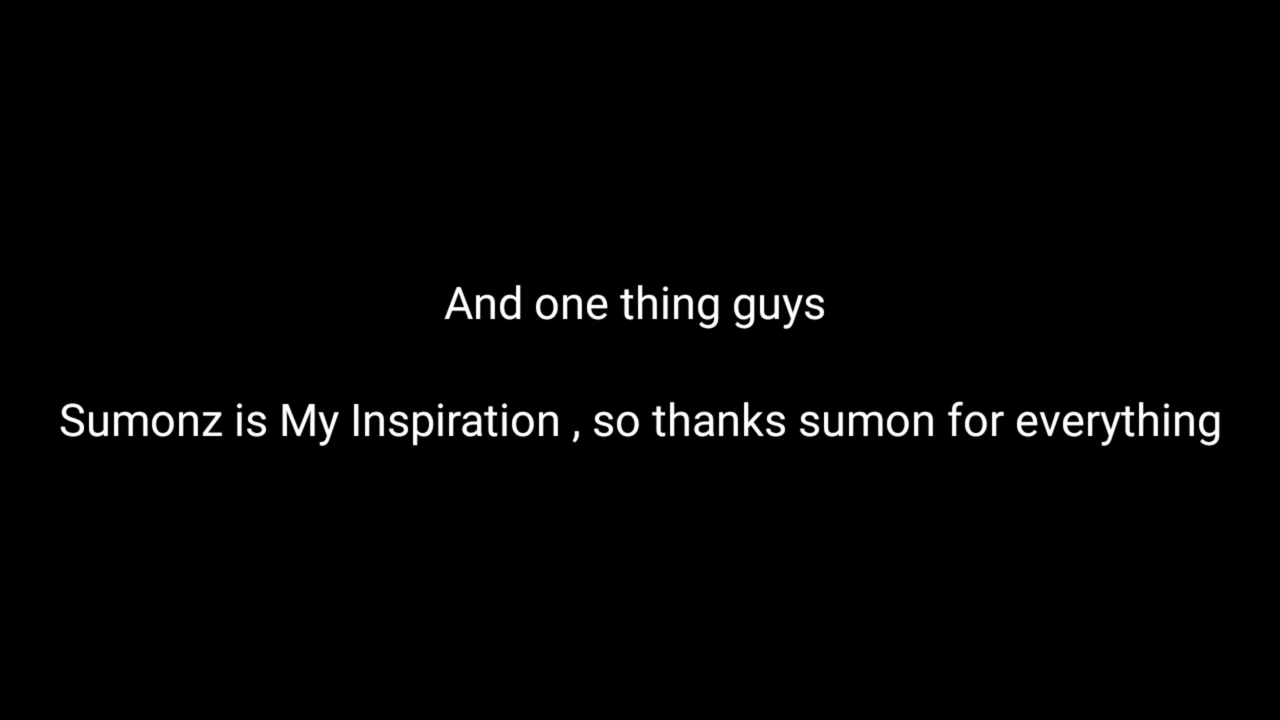 And one thing guys
Sumonz is My Inspiration , so thanks sumon for everything